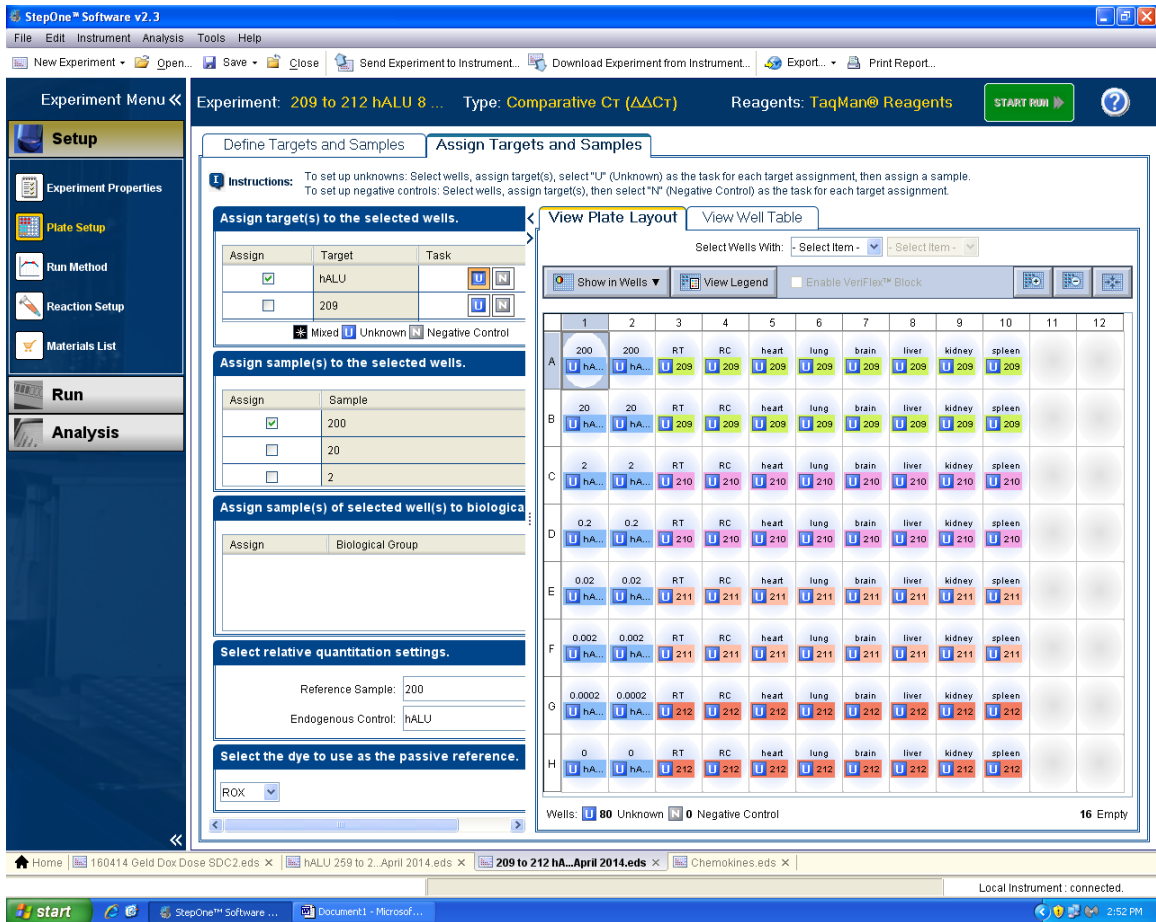 StepOne™ Software v2.3
File Edit Instrument Analysis Tools Help
New Experiment Open... Save Close Send Experiment to Instrument... Download Experiment from Instrument... Export... Print Report...
Experiment Menu
Experiment: 209 to 212 hALU 8 ... Type: Comparative CT (ΔΔCT) Reagents: TaqMan® Reagents START RUN
Setup
Experiment Properties
Plate Setup
Run Method
Reaction Setup
Materials List
Run
Analysis
Define Targets and Samples Assign Targets and Samples
Instructions: To set up unknowns: Select wells, assign target(s), select "U" (Unknown) as the task for each target assignment, then assign a sample.
To set up negative controls: Select wells, assign target(s), then select "N" (Negative Control) as the task for each target assignment.
Assign target(s) to the selected wells.
Assign Target Task
hALU U N
209 U N
Mixed U Unknown N Negative Control
Assign sample(s) to the selected wells.
Assign Sample
200
20
2
Assign sample(s) of selected well(s) to biologica
Assign Biological Group
Select relative quantitation settings.
Reference Sample: 200
Endogenous Control: hALU
Select the dye to use as the passive reference.
ROX
View Plate Layout View Well Table
Select Wells With: - Select Item - - Select Item -
Show in Wells ▼ View Legend Enable VeriFlex™ Block
1 2 3 4 5 6 7 8 9 10 11 12
200 200 RT RC heart lung brain liver kidney spleen
A U hA... U hA... U 209 U 209 U 209 U 209 U 209 U 209 U 209 U 209
20 20 RT RC heart lung brain liver kidney spleen
B U hA... U hA... U 209 U 209 U 209 U 209 U 209 U 209 U 209 U 209
2 2 RT RC heart lung brain liver kidney spleen
C U hA... U hA... U 210 U 210 U 210 U 210 U 210 U 210 U 210 U 210
0.2 0.2 RT RC heart lung brain liver kidney spleen
D U hA... U hA... U 210 U 210 U 210 U 210 U 210 U 210 U 210 U 210
0.02 0.02 RT RC heart lung brain liver kidney spleen
E U hA... U hA... U 211 U 211 U 211 U 211 U 211 U 211 U 211 U 211
0.002 0.002 RT RC heart lung brain liver kidney spleen
F U hA... U hA... U 211 U 211 U 211 U 211 U 211 U 211 U 211 U 211
0.0002 0.0002 RT RC heart lung brain liver kidney spleen
G U hA... U hA... U 212 U 212 U 212 U 212 U 212 U 212 U 212 U 212
0 0 RT RC heart lung brain liver kidney spleen
H U hA... U hA... U 212 U 212 U 212 U 212 U 212 U 212 U 212 U 212
Wells: U 80 Unknown N 0 Negative Control 16 Empty
Home 160414 Geld Dox Dose SDC2.eds × hALU 259 to 2...April 2014.eds × 209 to 212 hA...April 2014.eds × Chemokines.eds ×
Local Instrument : connected.
start StepOne™ Software ... Document1 - Microsof... 2:52 PM